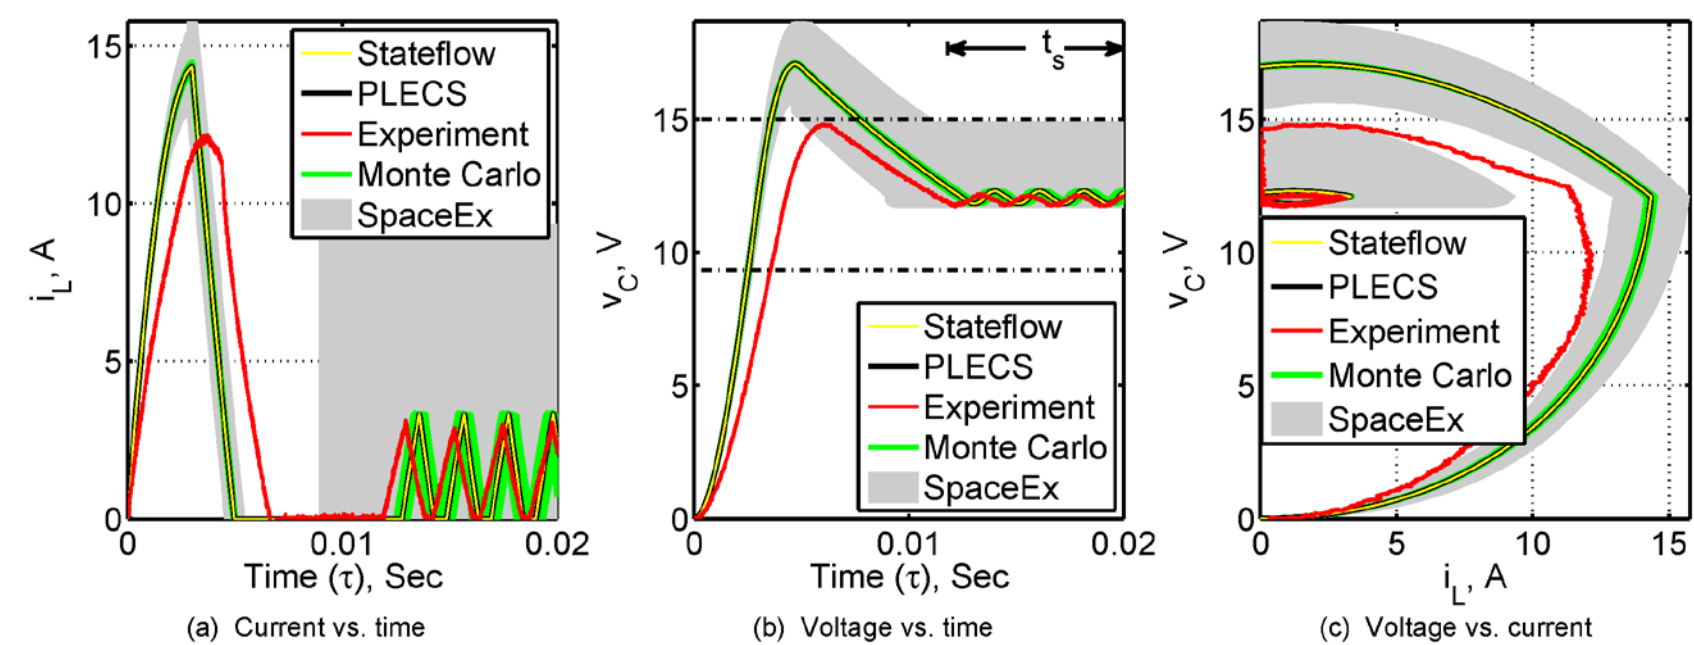 15
10
5
0
i_L, A
Stateflow
PLECS
Experiment
Monte Carlo
SpaceEx
0
0.01
0.02
Time (τ), Sec
(a) Current vs. time
15
10
5
0
v_C, V
t_s
Stateflow
PLECS
Experiment
Monte Carlo
SpaceEx
0
0.01
0.02
Time (τ), Sec
(b) Voltage vs. time
15
10
5
0
v_C, V
Stateflow
PLECS
Experiment
Monte Carlo
SpaceEx
0
5
10
15
i_L, A
(c) Voltage vs. current